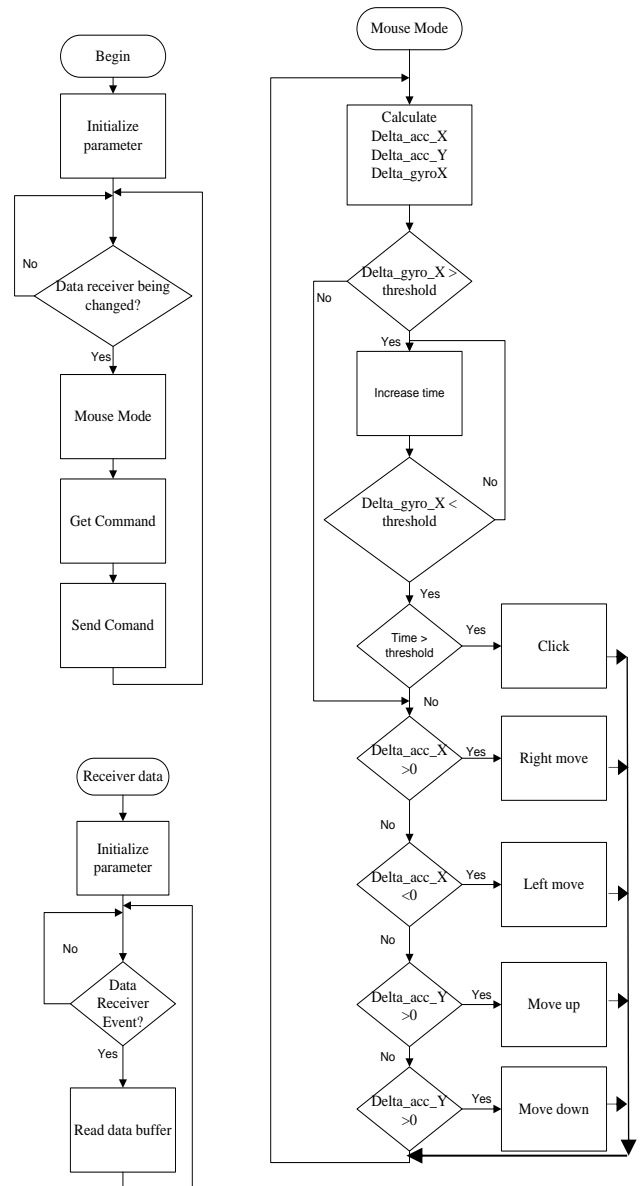 Begin
Initialize
parameter
No
Data receiver being
changed?
Yes
Mouse Mode
Get Command
Send Comand
Receiver data
Initialize
parameter
No
Data
Receiver
Event?
Yes
Read data buffer
Mouse Mode
Calculate
Delta_acc_X
Delta_acc_Y
Delta_gyroX
Delta_gyro_X >
threshold
No
Yes
Increase time
No
Delta_gyro_X <
threshold
Yes
Time >
threshold
Yes
Click
No
Delta_acc_X
>0
Yes
Right move
No
Delta_acc_X
<0
Yes
Left move
No
Delta_acc_Y
>0
Yes
Move up
No
Delta_acc_Y
>0
Yes
Move down